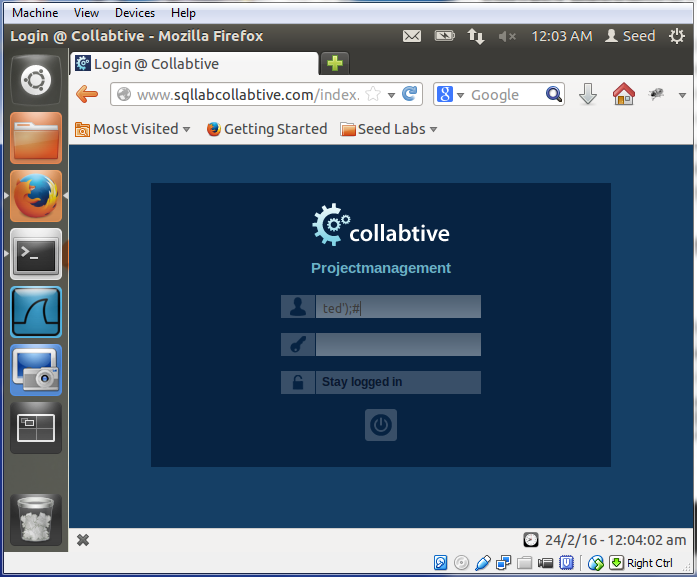 Machine View Devices Help
Login @ Collabtive - Mozilla Firefox 12:03 AM Seed
Login @ Collabtive
www.sqllabcollabtive.com/index. 8 Google
Most Visited Getting Started Seed Labs
collabtive
Projectmanagement
ted');#
Stay logged in
24/2/16 - 12:04:02 am
Right Ctrl